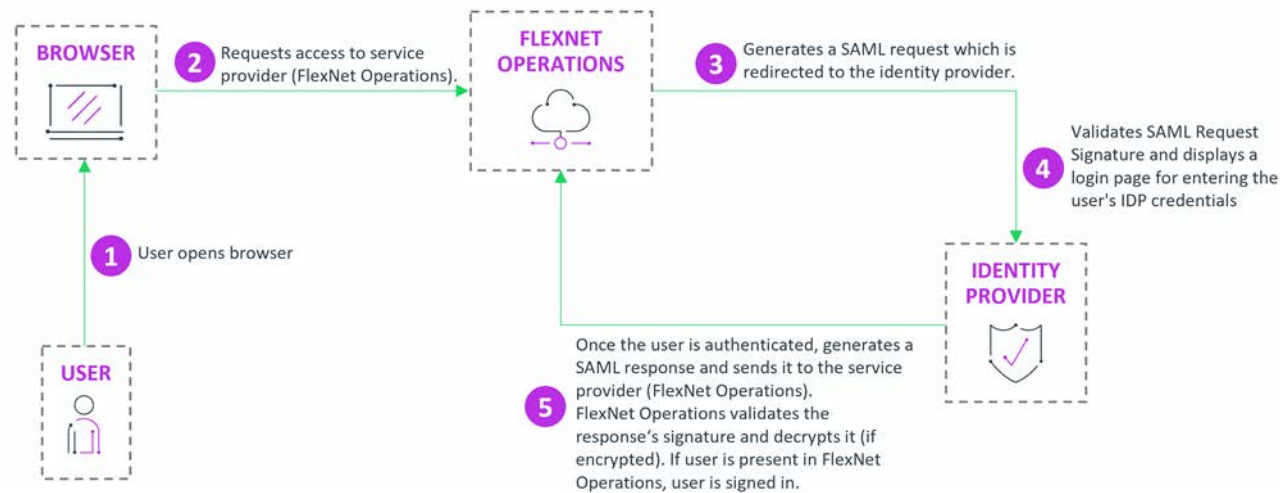 BROWSER
2
Requests access to service
provider (FlexNet Operations).
FLEXNET
OPERATIONS
3
Generates a SAML request which is
redirected to the identity provider.
4
Validates SAML Request
Signature and displays a
login page for entering the
user's IDP credentials
1
User opens browser
IDENTITY
PROVIDER
USER
5
Once the user is authenticated, generates a
SAML response and sends it to the service
provider (FlexNet Operations).
FlexNet Operations validates the
response‘s signature and decrypts it (if
encrypted). If user is present in FlexNet
Operations, user is signed in.